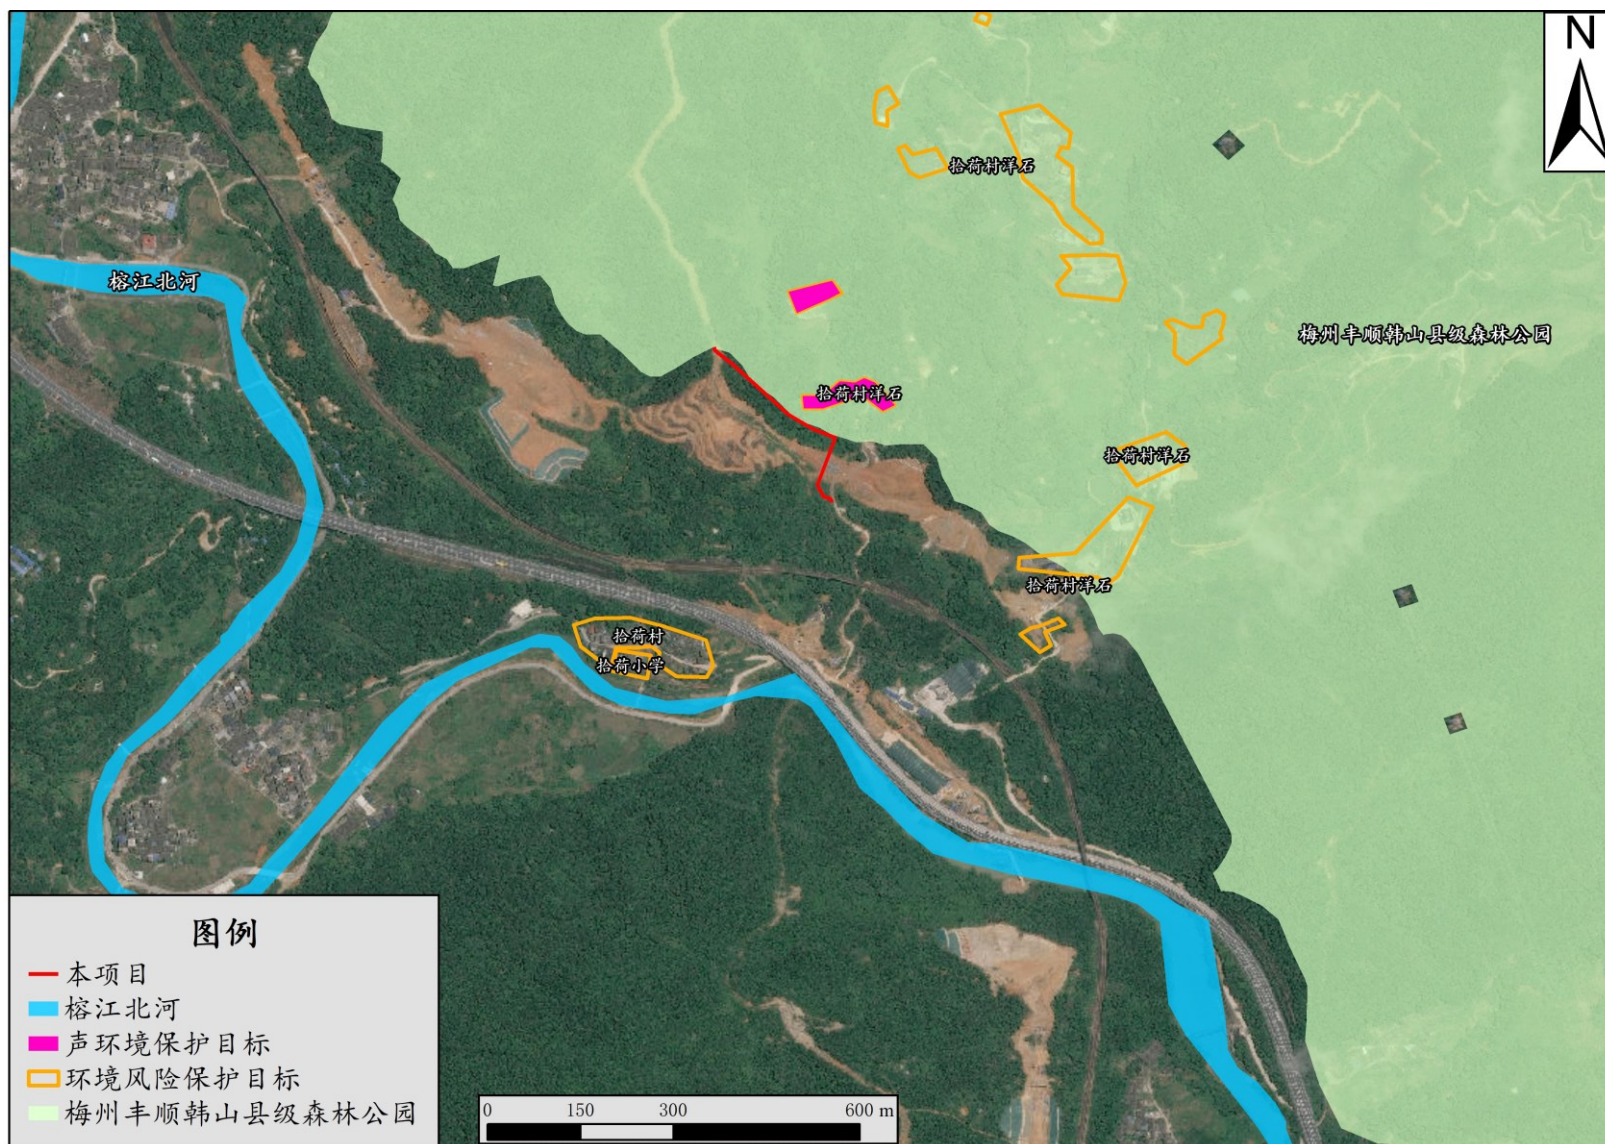 N
拾荷村洋石
榕江北河
梅州丰顺韩山县级森林公园
拾荷村洋石
拾荷村洋石
拾荷村洋石
拾荷村
拾荷小学
图例
本项目
榕江北河
声环境保护目标
环境风险保护目标
梅州丰顺韩山县级森林公园
0 150 300 600 m